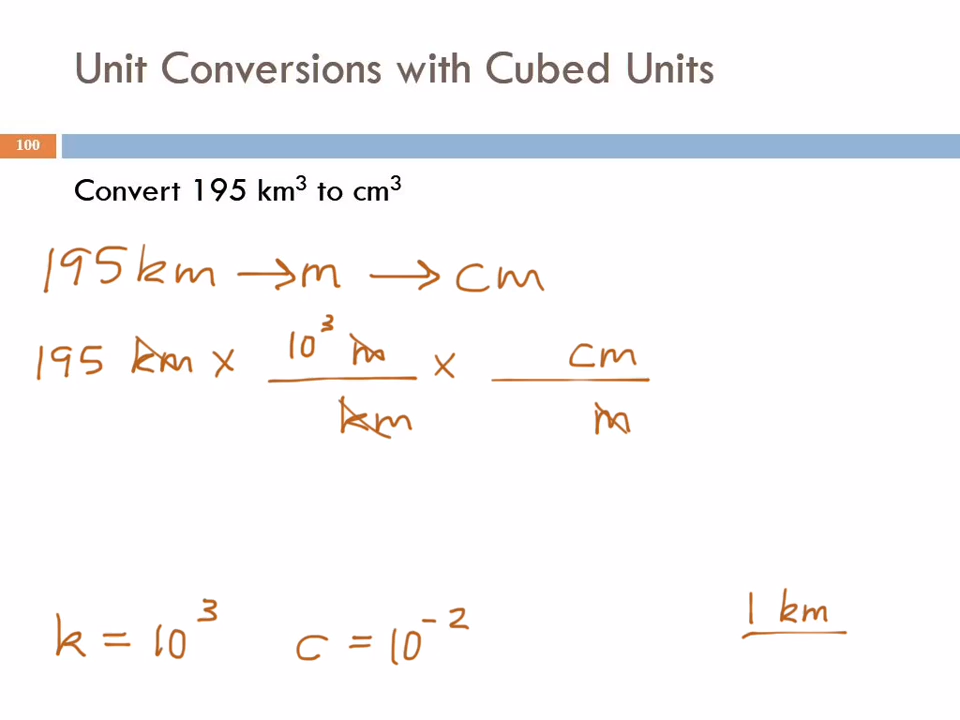 Unit Conversions with Cubed Units
100
Convert 195 km³ to cm³
195 km → m → cm
195 km × 10³ m / km × cm / m
k = 10³ c = 10⁻² 1 km